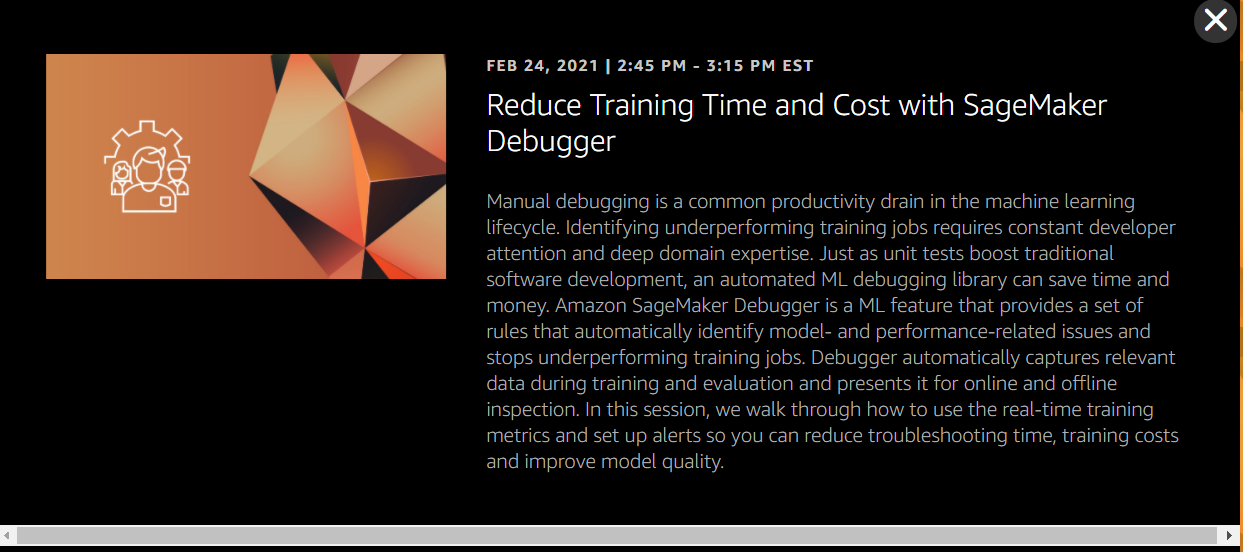 FEB 24, 2021 | 2:45 PM - 3:15 PM EST
Reduce Training Time and Cost with SageMaker
Debugger
Manual debugging is a common productivity drain in the machine learning
lifecycle. Identifying underperforming training jobs requires constant developer
attention and deep domain expertise. Just as unit tests boost traditional
software development, an automated ML debugging library can save time and
money. Amazon SageMaker Debugger is a ML feature that provides a set of
rules that automatically identify model- and performance-related issues and
stops underperforming training jobs. Debugger automatically captures relevant
data during training and evaluation and presents it for online and offline
inspection. In this session, we walk through how to use the real-time training
metrics and set up alerts so you can reduce troubleshooting time, training costs
and improve model quality.